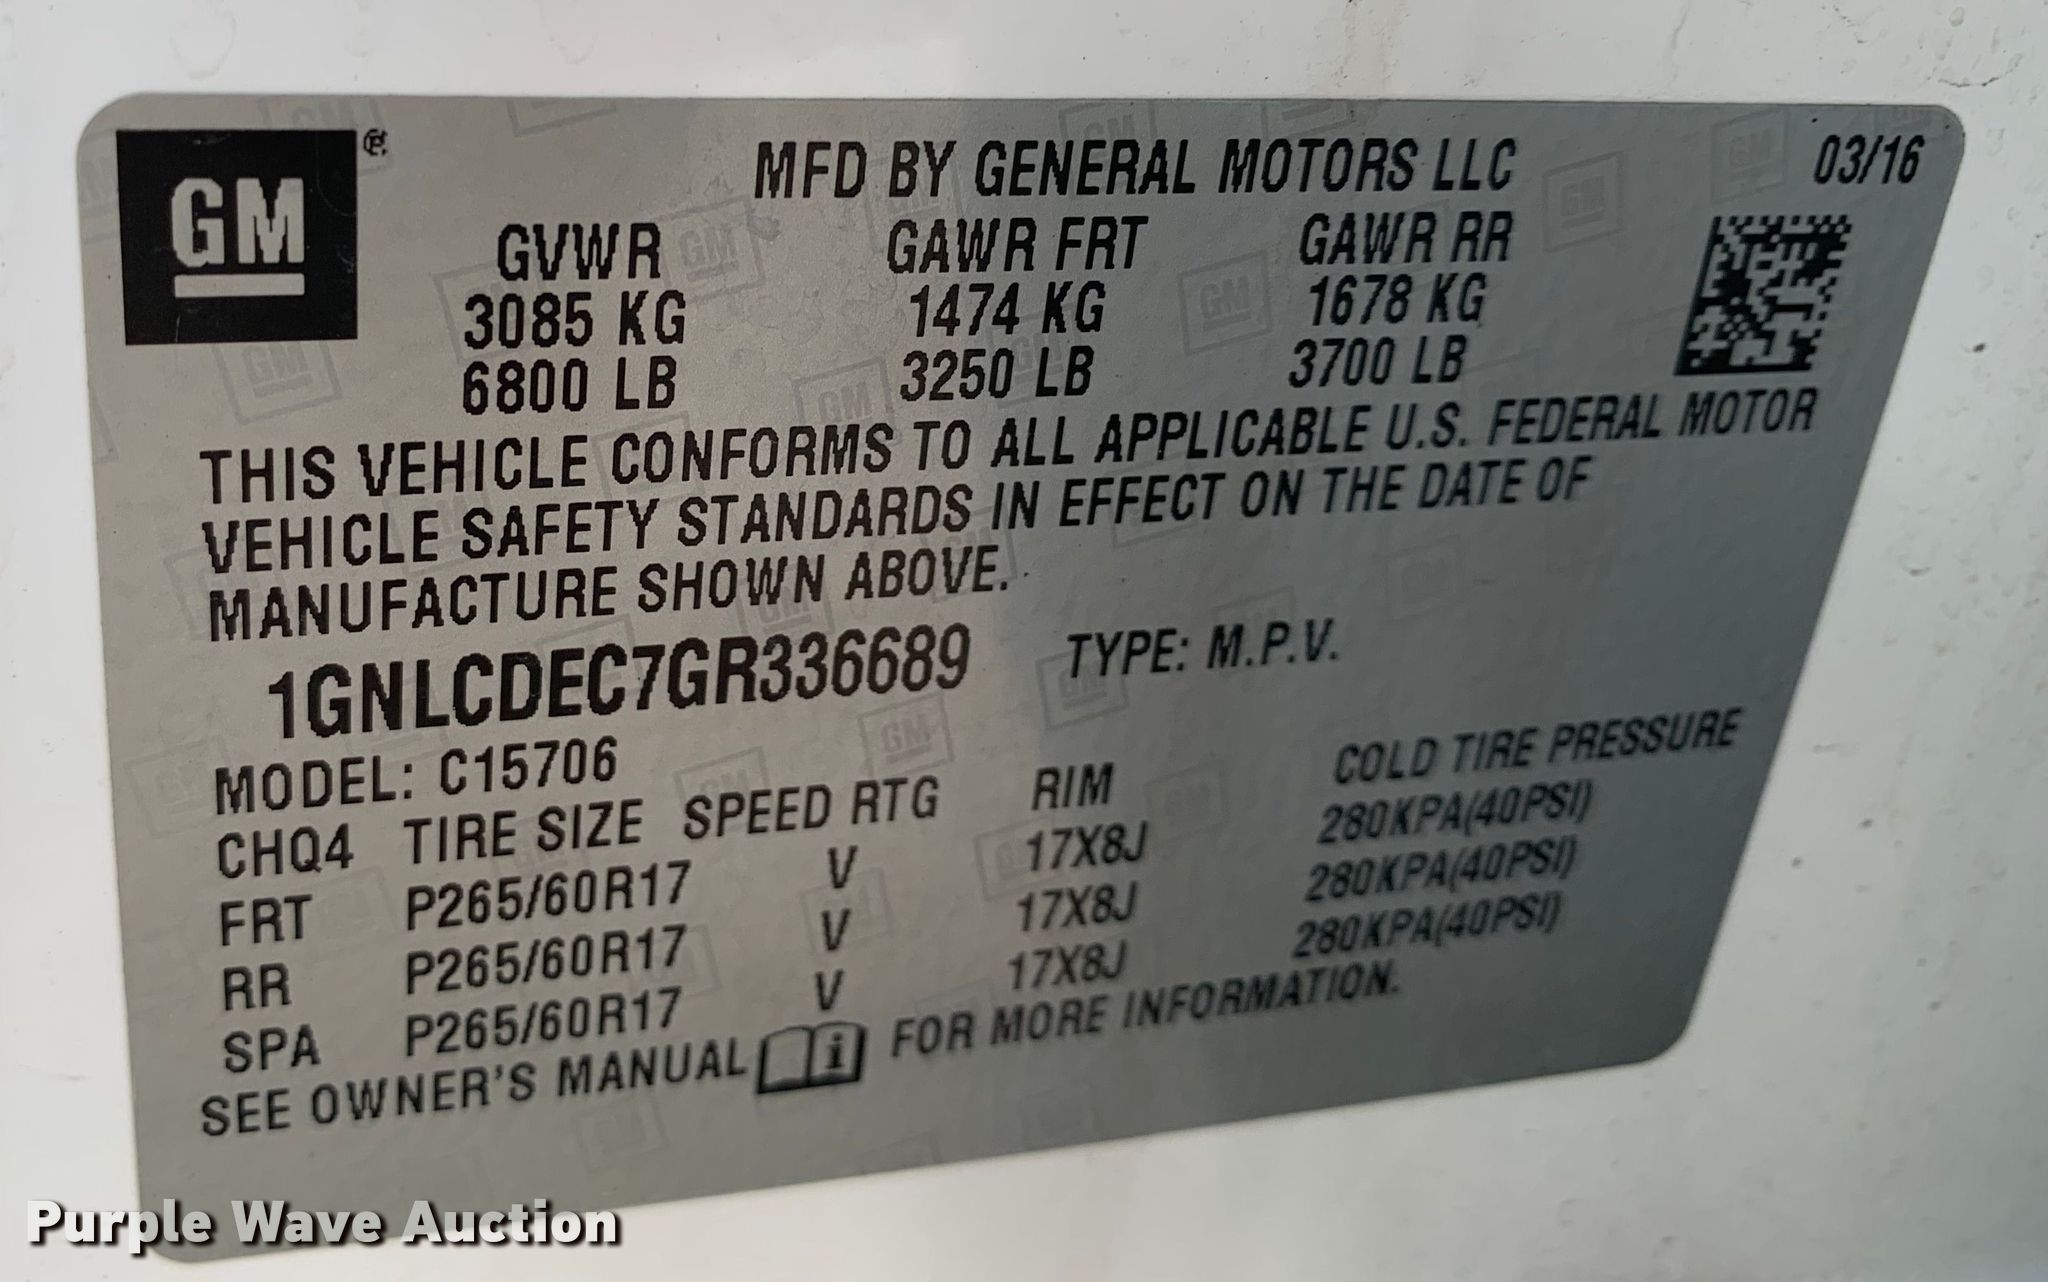 GM
MFD BY GENERAL MOTORS LLC 03/16
GVWR GAWR FRT GAWR RR
3085 KG 1474 KG 1678 KG
6800 LB 3250 LB 3700 LB
THIS VEHICLE CONFORMS TO ALL APPLICABLE U.S. FEDERAL MOTOR
VEHICLE SAFETY STANDARDS IN EFFECT ON THE DATE OF
MANUFACTURE SHOWN ABOVE.
1GNLCDEC7GR336689 TYPE: M.P.V.
MODEL: C15706
CHQ4 TIRE SIZE SPEED RTG RIM COLD TIRE PRESSURE
FRT P265/60R17 V 17X8J 280KPA(40PSI)
RR P265/60R17 V 17X8J 280KPA(40PSI)
SPA P265/60R17 V 17X8J 280KPA(40PSI)
SEE OWNER'S MANUAL i FOR MORE INFORMATION.
Purple Wave Auction